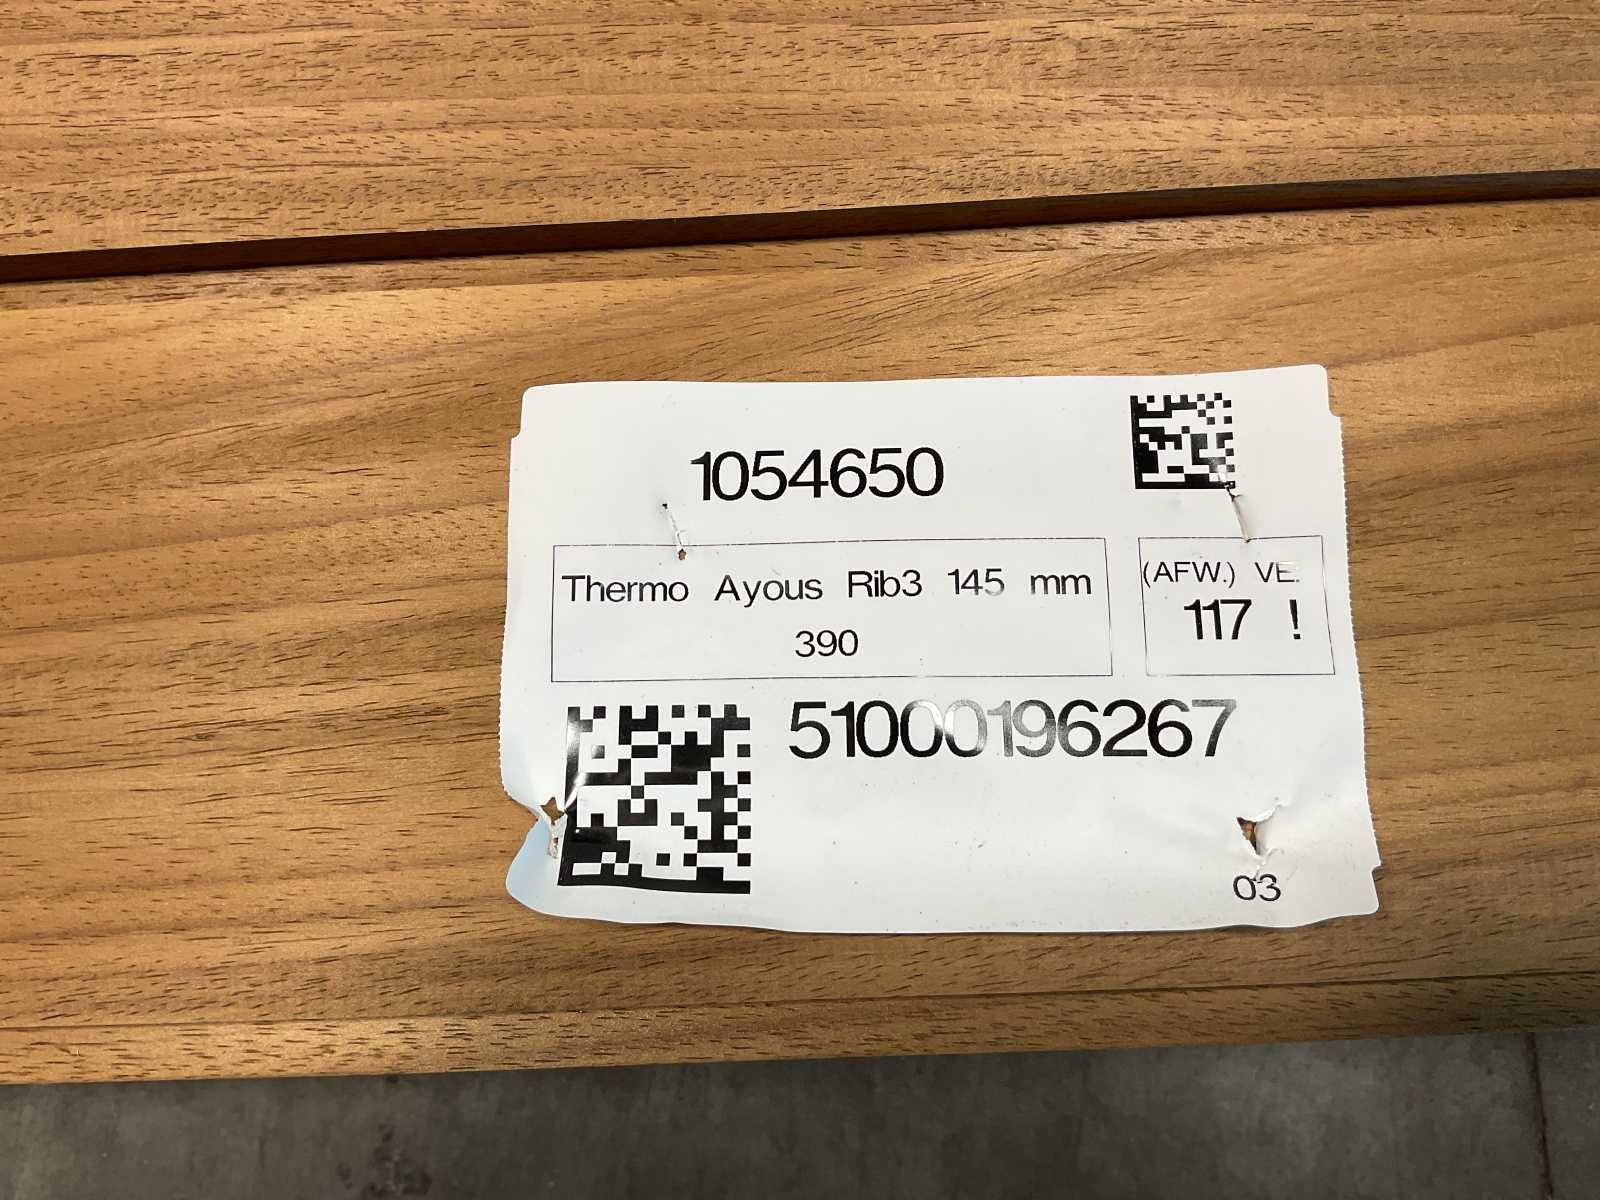 1054650
Thermo Ayous Rib3 145 mm
390
(AFW.) VE.
117 !
51000196267
03